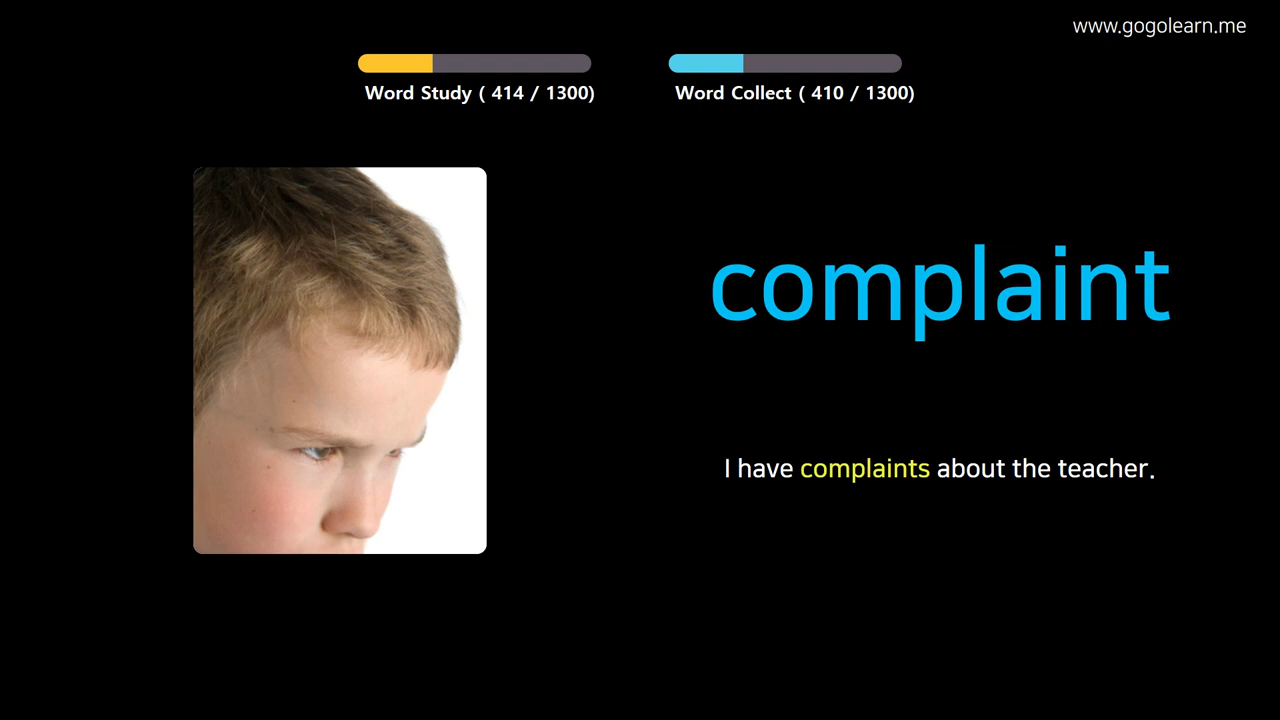 www.gogolearn.me
Word Study ( 414 / 1300)
Word Collect ( 410 / 1300)
complaint
I have complaints about the teacher.